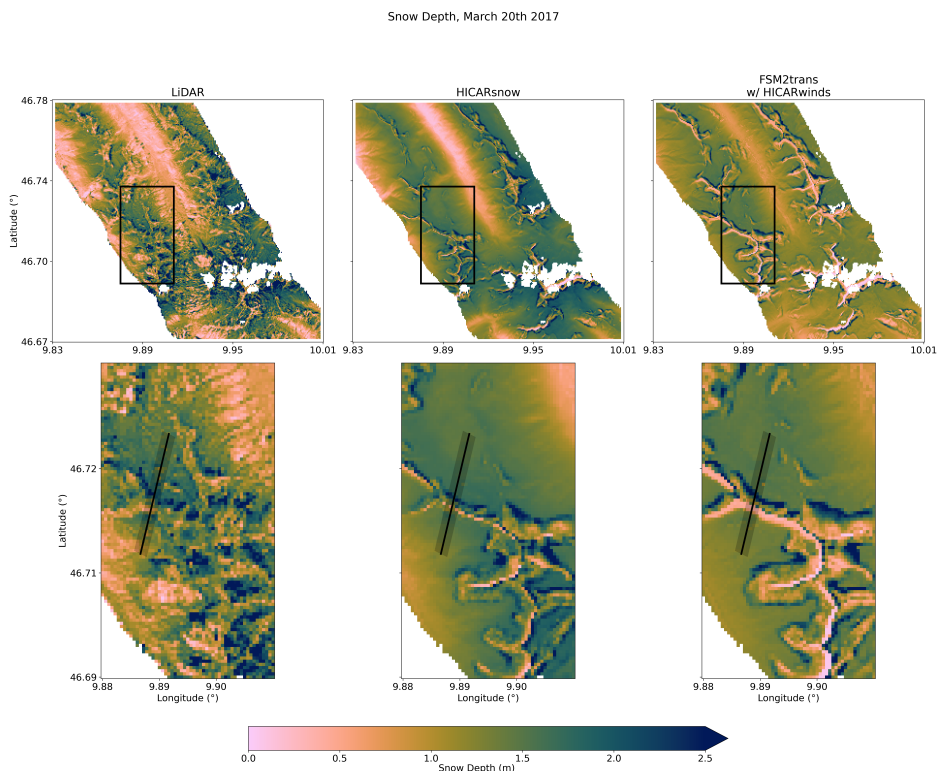 Snow Depth, March 20th 2017
LiDAR
HICARsnow
FSM2trans
w/ HICARwinds
Latitude (°)
46.78
46.74
46.70
46.67
9.83 9.89 9.95 10.01
9.83 9.89 9.95 10.01
9.83 9.89 9.95 10.01
Latitude (°)
46.72
46.71
46.69
9.88 9.89 9.90
9.88 9.89 9.90
9.88 9.89 9.90
Longitude (°)
Longitude (°)
Longitude (°)
0.0 0.5 1.0 1.5 2.0 2.5
Snow Depth (m)